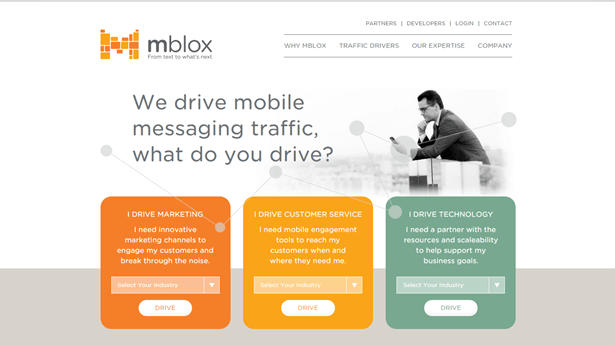 PARTNERS | DEVELOPERS | LOGIN | CONTACT
mblox
From text to what's next
WHY MBLOX TRAFFIC DRIVERS OUR EXPERTISE COMPANY
We drive mobile
messaging traffic,
what do you drive?
I DRIVE MARKETING
I need innovative
marketing channels to
engage my customers and
break through the noise.
Select Your Industry
DRIVE
I DRIVE CUSTOMER SERVICE
I need mobile engagement
tools to reach my
customers when and
where they need me.
Select Your Industry
DRIVE
I DRIVE TECHNOLOGY
I need a partner with the
resources and scaleability
to help support my
business goals.
Select Your Industry
DRIVE